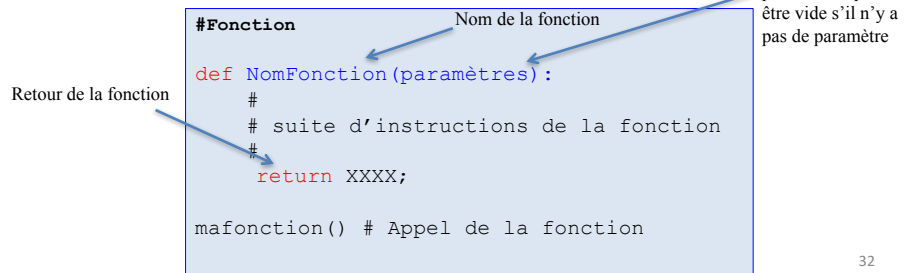 #Fonction
Nom de la fonction
être vide s’il n’y a
pas de paramètre
def NomFonction(paramètres):
Retour de la fonction
#
# suite d’instructions de la fonction
#
return XXXX;
mafonction() # Appel de la fonction
32